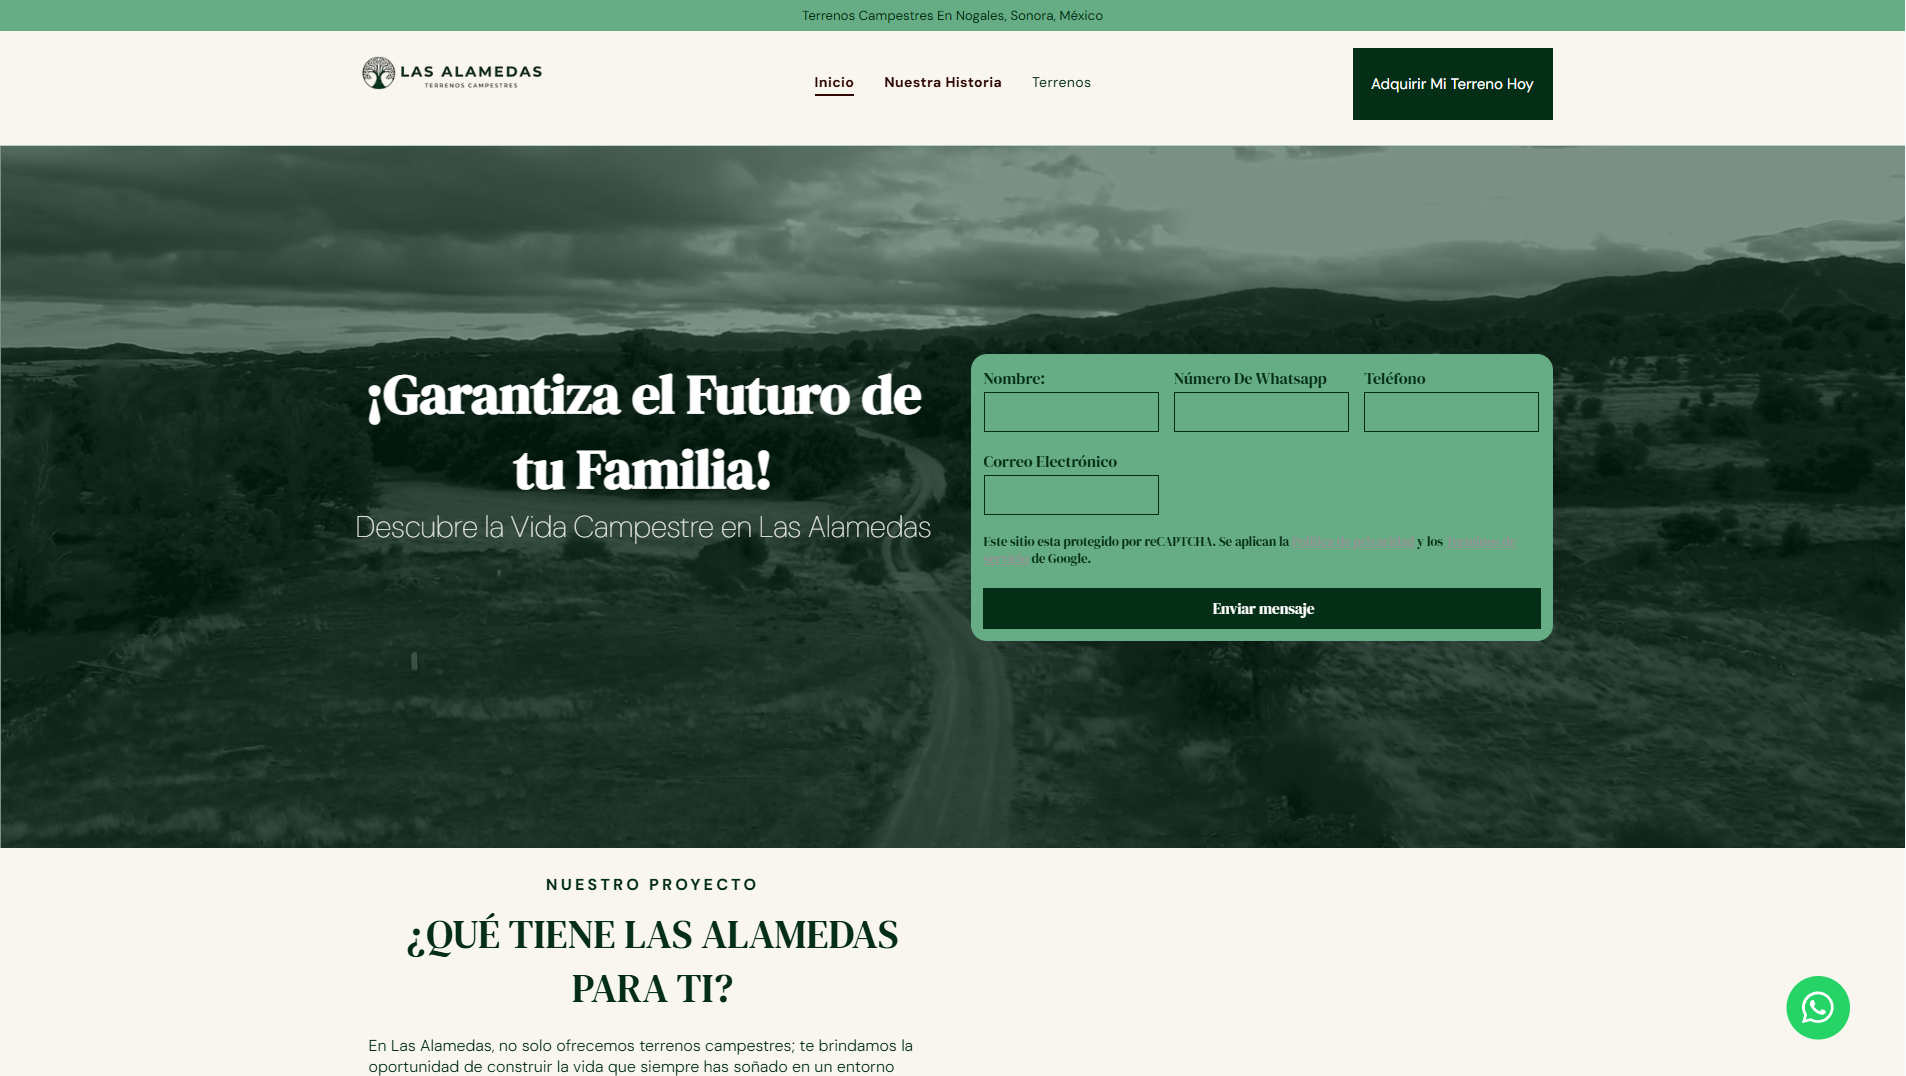 Terrenos Campestres En Nogales, Sonora, México
LAS ALAMEDAS
TERRENOS CAMPESTRES
Inicio
Nuestra Historia
Terrenos
Adquirir Mi Terreno Hoy
¡Garantiza el Futuro de
tu Familia!
Descubre la Vida Campestre en Las Alamedas
Nombre:
Número De Whatsapp
Teléfono
Correo Electrónico
Este sitio esta protegido por reCAPTCHA. Se aplican la y los
de Google.
Enviar mensaje
NUESTRO PROYECTO
¿QUÉ TIENE LAS ALAMEDAS
PARA TI?
En Las Alamedas, no solo ofrecemos terrenos campestres; te brindamos la
oportunidad de construir la vida que siempre has soñado en un entorno